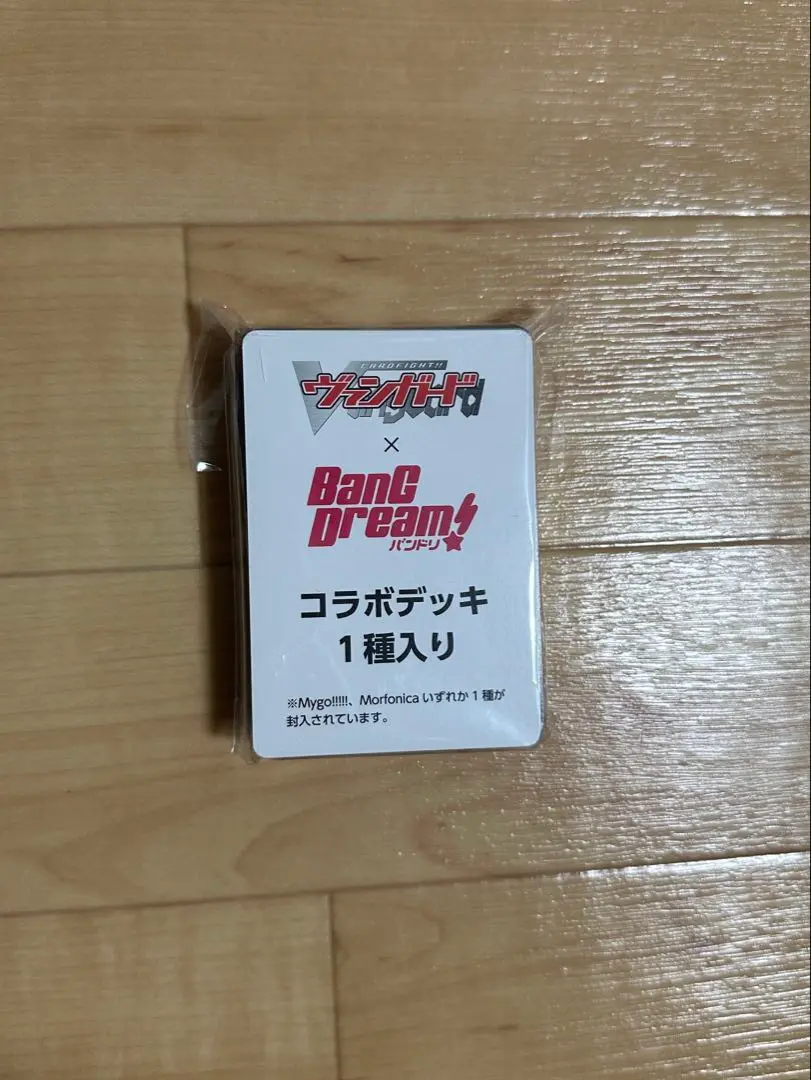 CARDFIGHT!!
ヴァンガード
Vanguard
×
BanG
Dream!
バンドリ
コラボデッキ
1種入り
※Mygo!!!!!、Morfonica いずれか 1 種が
封入されています。